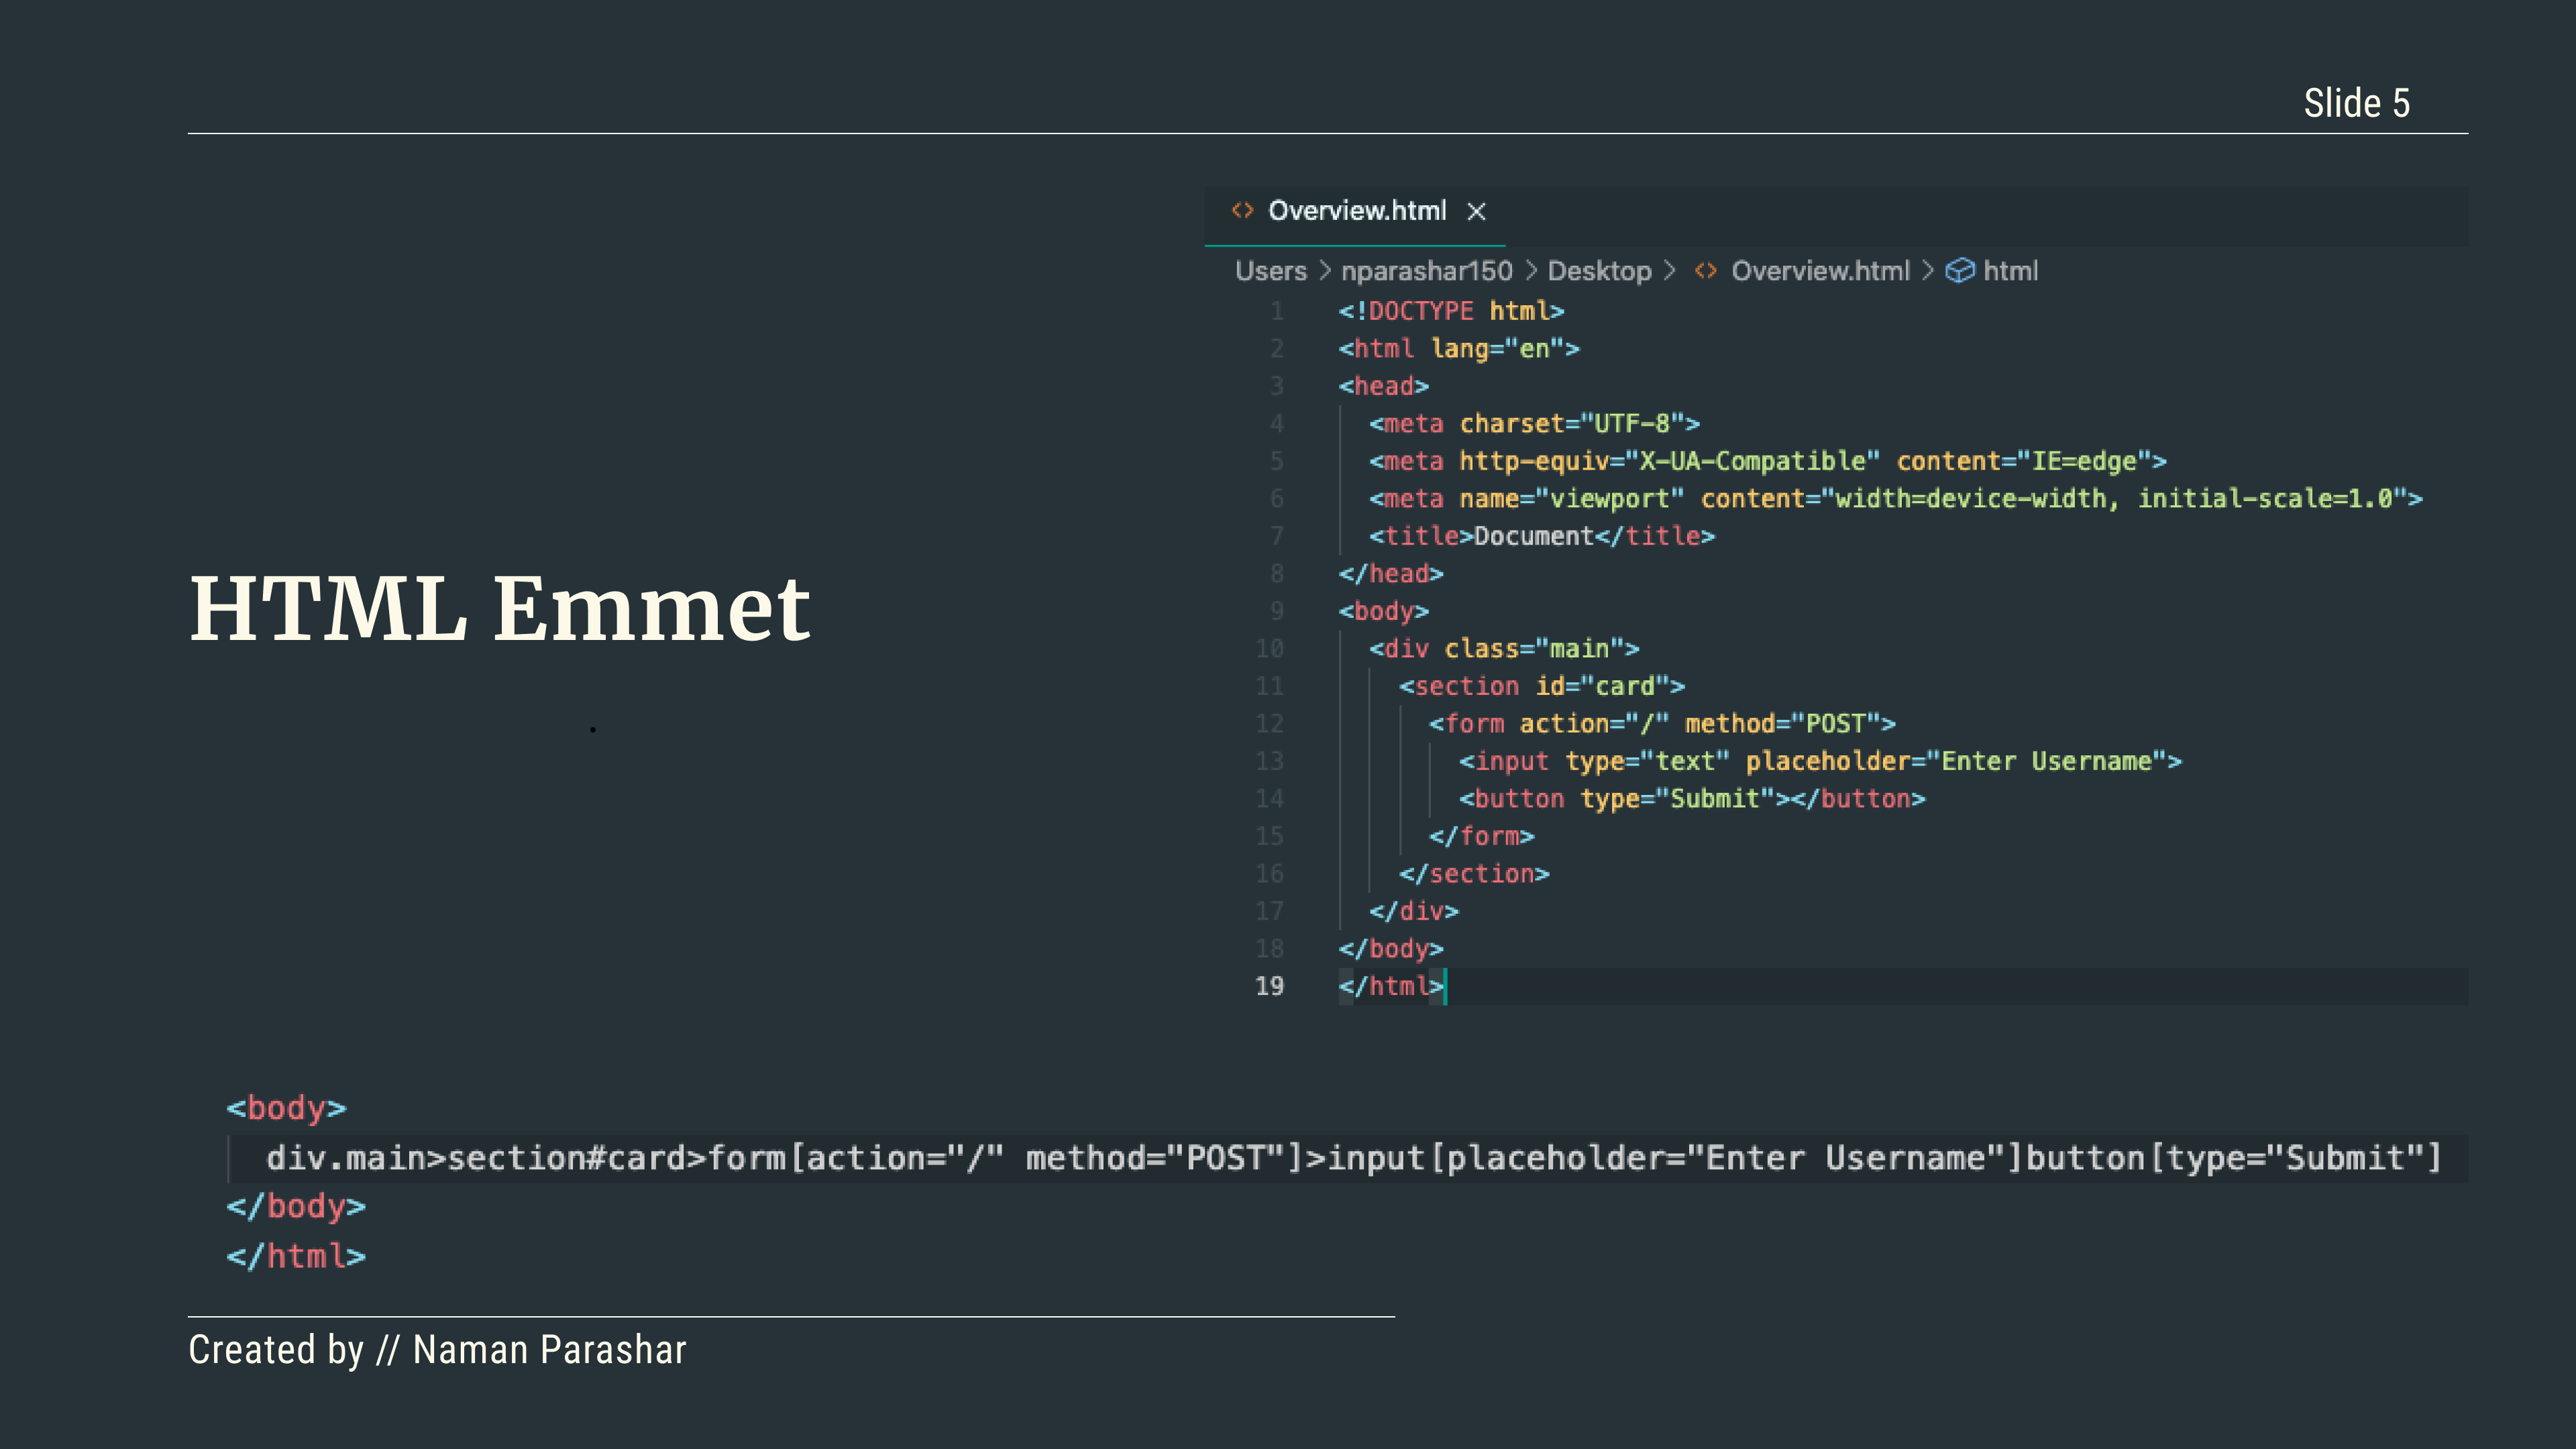 Slide 5
Overview.html
Users > nparashar150 > Desktop > <> Overview.html > html
1 <!DOCTYPE html>
2 <html lang="en">
3 <head>
4 <meta charset="UTF-8">
5 <meta http-equiv="X-UA-Compatible" content="IE=edge">
6 <meta name="viewport" content="width=device-width, initial-scale=1.0">
7 <title>Document</title>
8 </head>
9 <body>
10 <div class="main">
11 <section id="card">
12 <form action="/" method="POST">
13 <input type="text" placeholder="Enter Username">
14 <button type="Submit"></button>
15 </form>
16 </section>
17 </div>
18 </body>
19 </html>
HTML Emmet
<body>
div.main>section#card>form[action="/" method="POST"]>input[placeholder="Enter Username"]button[type="Submit"]
</body>
</html>
Created by // Naman Parashar